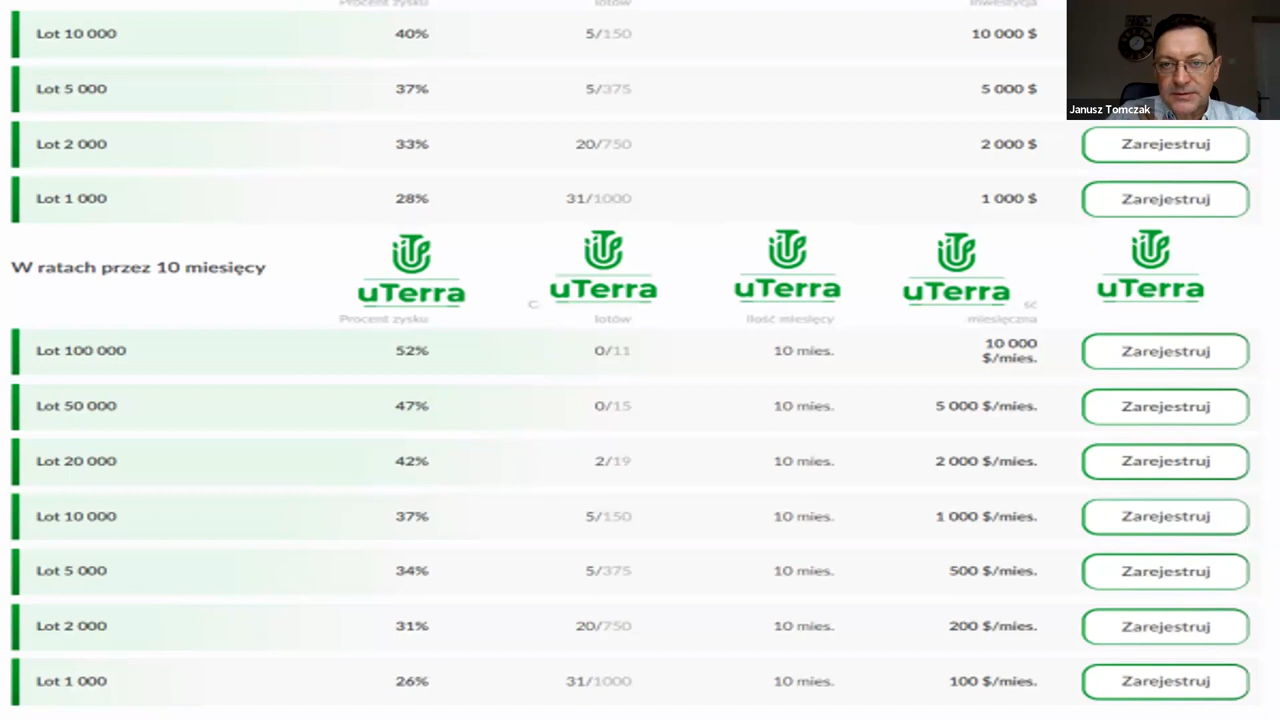 Procent zysku lotów Inwestycja
Lot 10 000 40% 5/150 10 000 $
Lot 5 000 37% 5/375 5 000 $
Janusz Tomczak
Lot 2 000 33% 20/750 2 000 $ Zarejestruj
Lot 1 000 28% 31/1000 1 000 $ Zarejestruj
W ratach przez 10 miesięcy
uTerra uTerra uTerra uTerra uTerra
Procent zysku lotów Ilość miesięcy miesięczna
Lot 100 000 52% 0/11 10 mies. 10 000 $/mies. Zarejestruj
Lot 50 000 47% 0/15 10 mies. 5 000 $/mies. Zarejestruj
Lot 20 000 42% 2/19 10 mies. 2 000 $/mies. Zarejestruj
Lot 10 000 37% 5/150 10 mies. 1 000 $/mies. Zarejestruj
Lot 5 000 34% 5/375 10 mies. 500 $/mies. Zarejestruj
Lot 2 000 31% 20/750 10 mies. 200 $/mies. Zarejestruj
Lot 1 000 26% 31/1000 10 mies. 100 $/mies. Zarejestruj